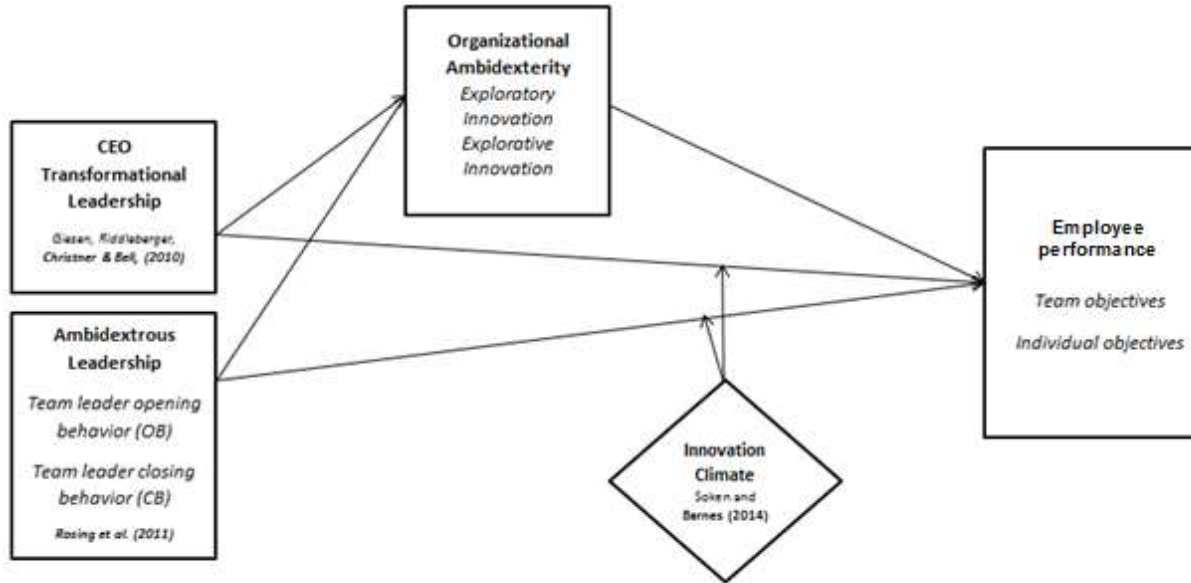 Organizational
Ambidexterity
Exploratory
Innovation
Explorative
Innovation
CEO
Transformational
Leadership
Giesen, Riddleberger,
Christner & Bell, (2010)
Ambidextrous
Leadership
Team leader opening
behavior (OB)
Team leader closing
behavior (CB)
Rosing et al. (2011)
Innovation
Climate
Soken and
Bernes (2014)
Employee
performance
Team objectives
Individual objectives